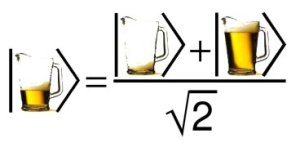 | ⟩ = | ⟩ + | ⟩
√2